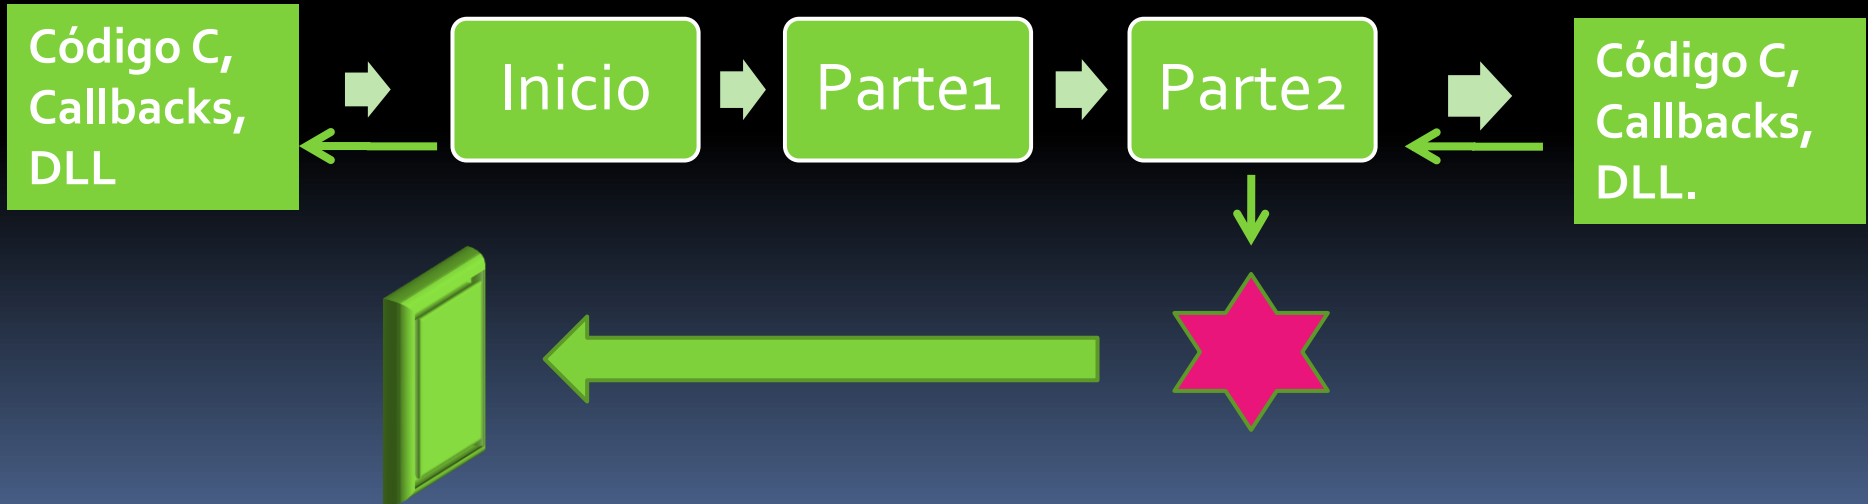 Código C,
Callbacks,
DLL
Inicio
Parte1
Parte2
Código C,
Callbacks,
DLL.